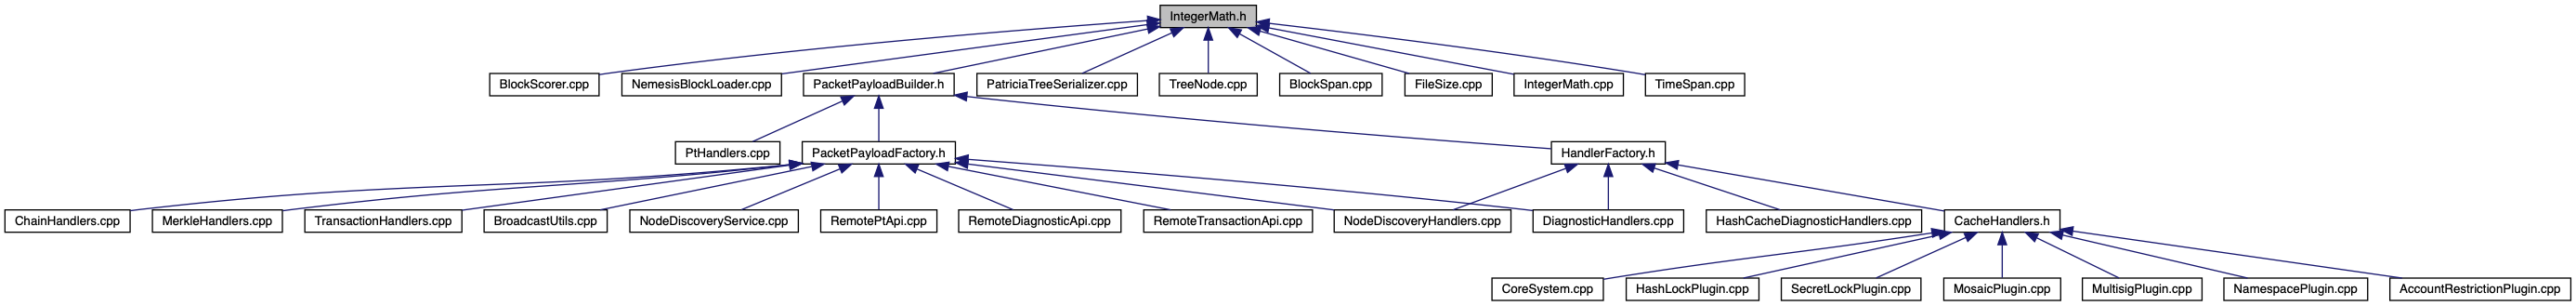 IntegerMath.h
BlockScorer.cpp
NemesisBlockLoader.cpp
PacketPayloadBuilder.h
PatriciaTreeSerializer.cpp
TreeNode.cpp
BlockSpan.cpp
FileSize.cpp
IntegerMath.cpp
TimeSpan.cpp
PtHandlers.cpp
PacketPayloadFactory.h
HandlerFactory.h
ChainHandlers.cpp
MerkleHandlers.cpp
TransactionHandlers.cpp
BroadcastUtils.cpp
NodeDiscoveryService.cpp
RemotePtApi.cpp
RemoteDiagnosticApi.cpp
RemoteTransactionApi.cpp
NodeDiscoveryHandlers.cpp
DiagnosticHandlers.cpp
HashCacheDiagnosticHandlers.cpp
CacheHandlers.h
CoreSystem.cpp
HashLockPlugin.cpp
SecretLockPlugin.cpp
MosaicPlugin.cpp
MultisigPlugin.cpp
NamespacePlugin.cpp
AccountRestrictionPlugin.cpp